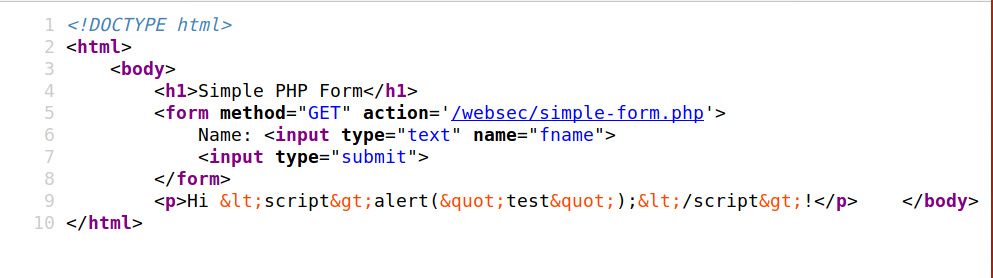 1 <!DOCTYPE html>
2 <html>
3     <body>
4         <h1>Simple PHP Form</h1>
5         <form method="GET" action='/websec/simple-form.php'>
6             Name: <input type="text" name="fname">
7             <input type="submit">
8         </form>
9         <p>Hi &lt;script&gt;alert(&quot;test&quot;);&lt;/script&gt;!</p>    </body>
10 </html>